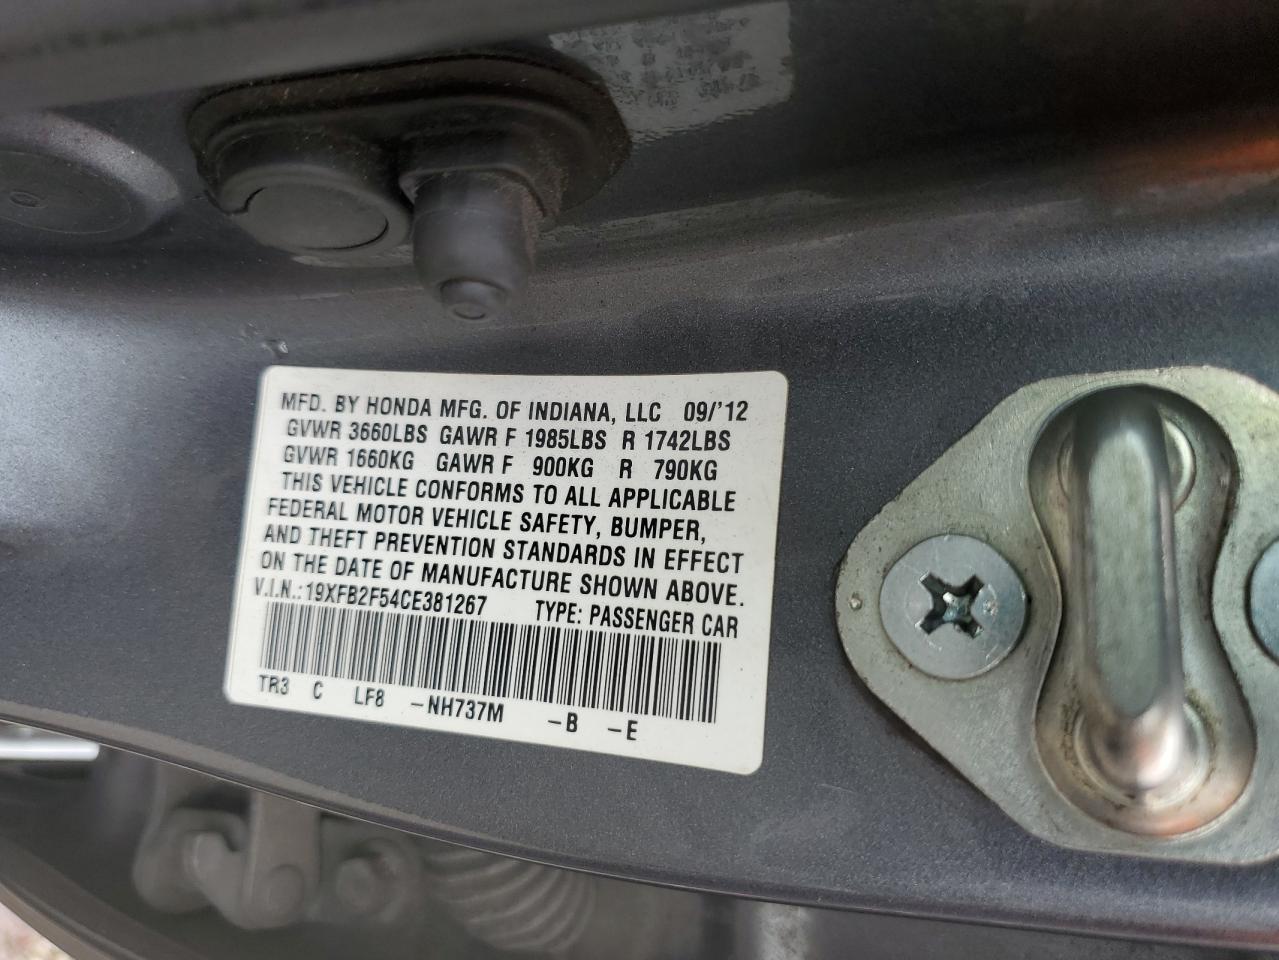 MFD. BY HONDA MFG. OF INDIANA, LLC 09/'12
GVWR 3660LBS GAWR F 1985LBS R 1742LBS
GVWR 1660KG GAWR F 900KG R 790KG
THIS VEHICLE CONFORMS TO ALL APPLICABLE
FEDERAL MOTOR VEHICLE SAFETY, BUMPER,
AND THEFT PREVENTION STANDARDS IN EFFECT
ON THE DATE OF MANUFACTURE SHOWN ABOVE.
V.I.N.: 19XFB2F54CE381267 TYPE: PASSENGER CAR
TR3 C LF8 -NH737M -B -E